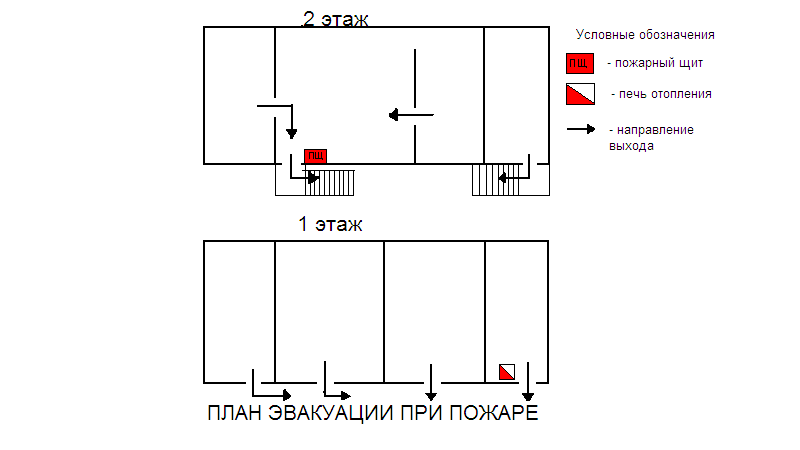 2 этаж
Условные обозначения
ПЩ - пожарный щит
- печь отопления
- направление
выхода
ПЩ
1 этаж
ПЛАН ЭВАКУАЦИИ ПРИ ПОЖАРЕ